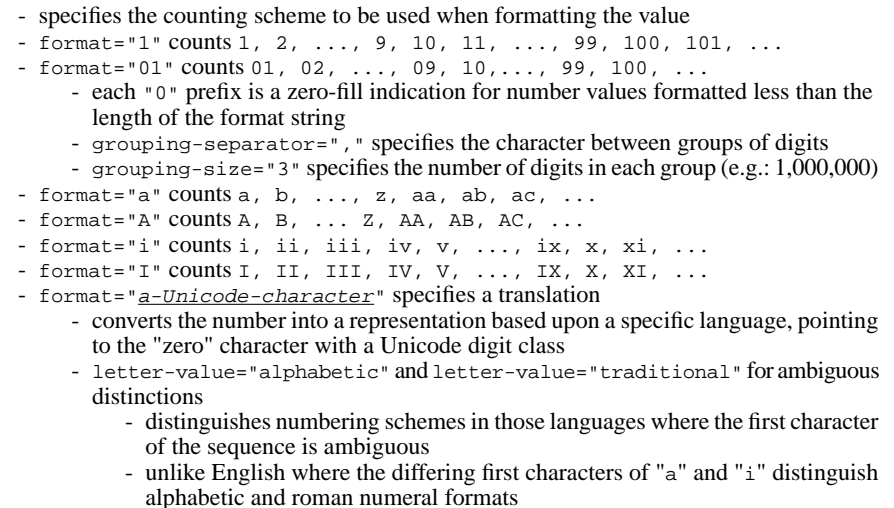 - specifies the counting scheme to be used when formatting the value
- format="1" counts 1, 2, ..., 9, 10, 11, ..., 99, 100, 101, ...
- format="01" counts 01, 02, ..., 09, 10,..., 99, 100, ...
- each "0" prefix is a zero-fill indication for number values formatted less than the
length of the format string
- grouping-separator="," specifies the character between groups of digits
- grouping-size="3" specifies the number of digits in each group (e.g.: 1,000,000)
- format="a" counts a, b, ..., z, aa, ab, ac, ...
- format="A" counts A, B, ... Z, AA, AB, AC, ...
- format="i" counts i, ii, iii, iv, v, ..., ix, x, xi, ...
- format="I" counts I, II, III, IV, V, ..., IX, X, XI, ...
- format="a-Unicode-character" specifies a translation
- converts the number into a representation based upon a specific language, pointing
to the "zero" character with a Unicode digit class
- letter-value="alphabetic" and letter-value="traditional" for ambiguous
distinctions
- distinguishes numbering schemes in those languages where the first character
of the sequence is ambiguous
- unlike English where the differing first characters of "a" and "i" distinguish
alphabetic and roman numeral formats